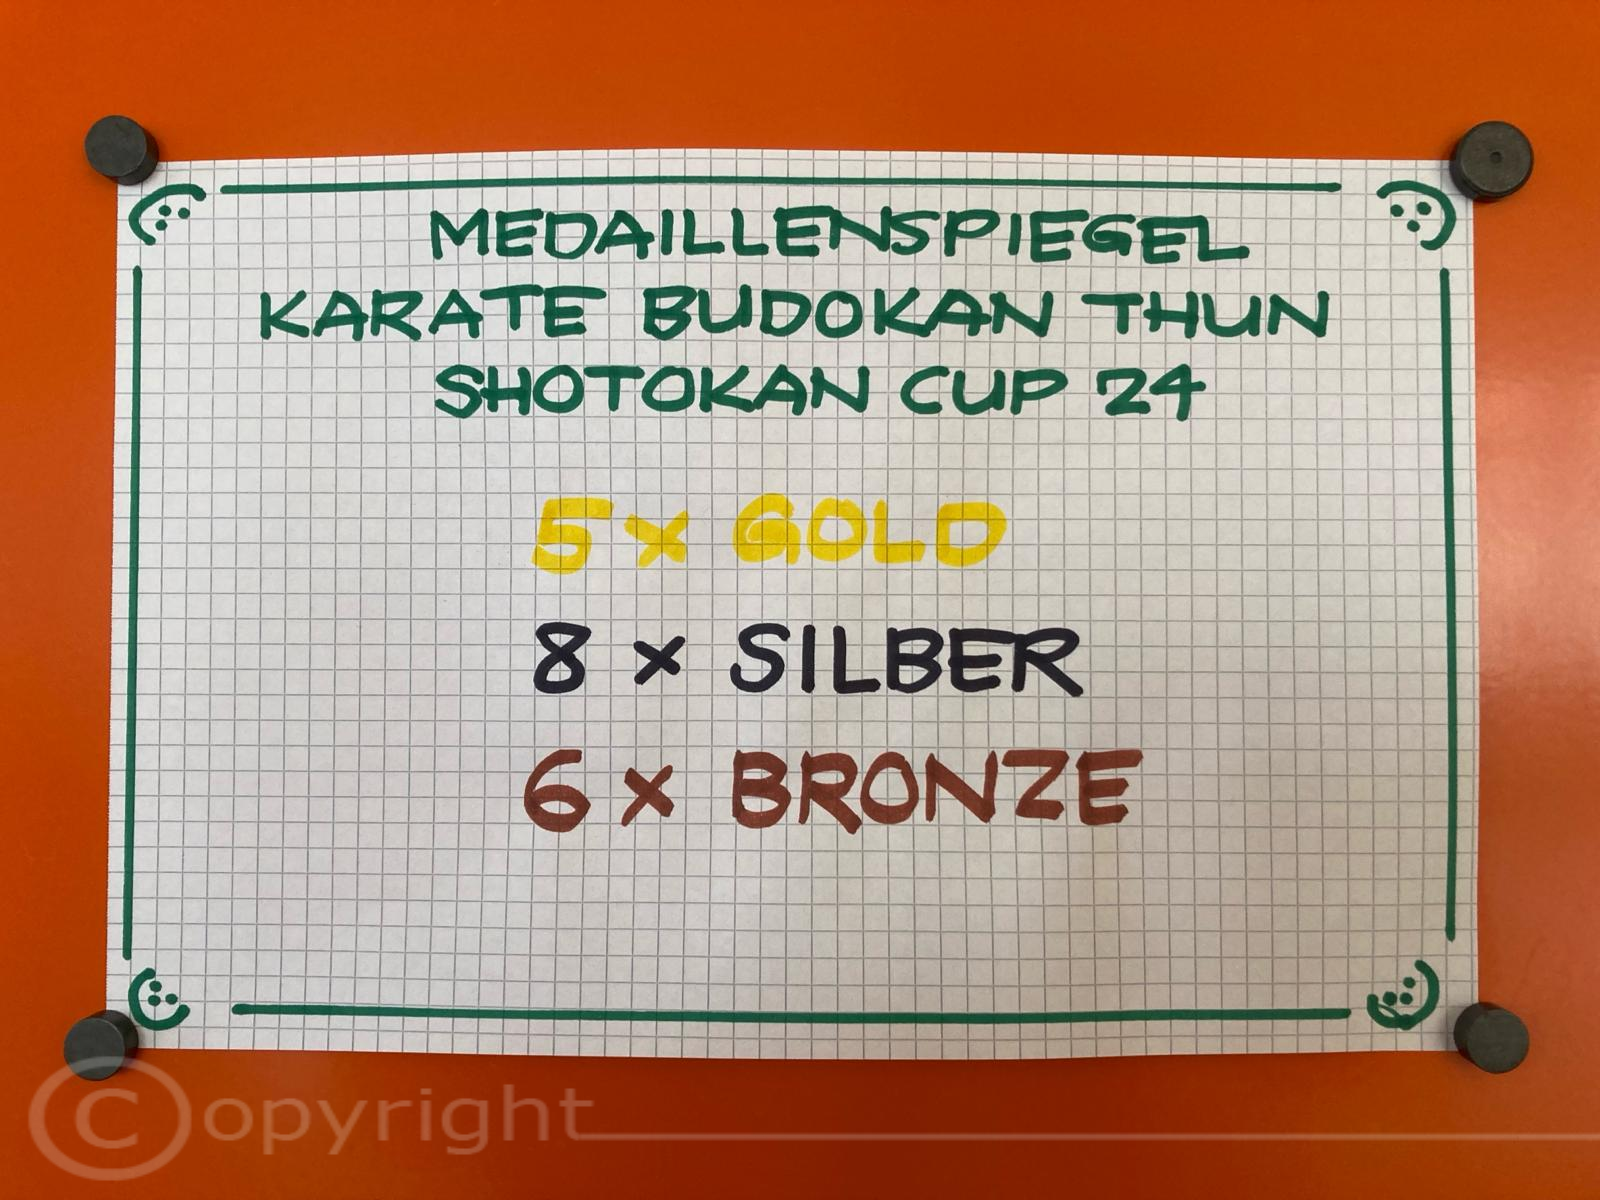 MEDAILLENSPIEGEL
KARATE BUDOKAN THUN
SHOTOKAN CUP 24
5 x GOLD
8 x SILBER
6 x BRONZE
Copyright